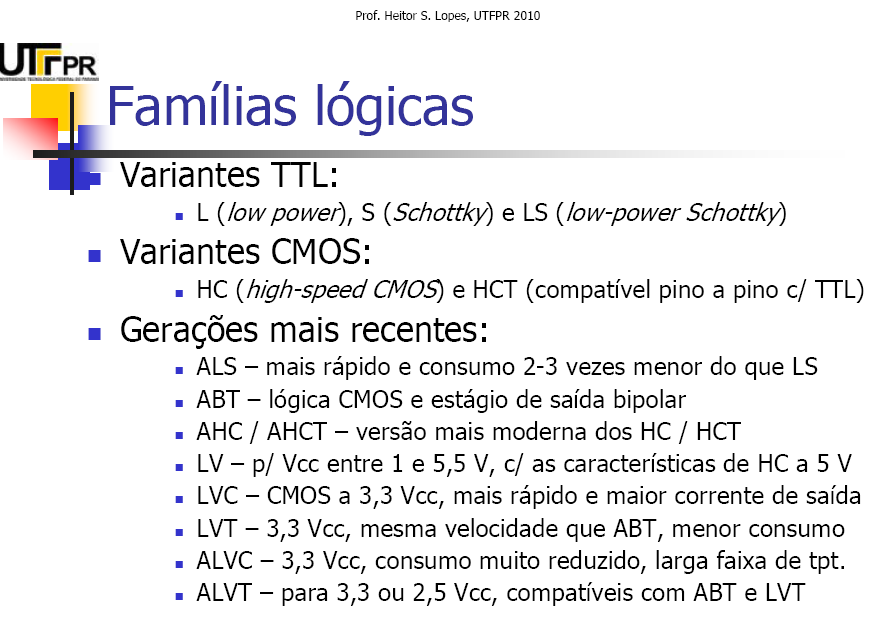 Prof. Heitor S. Lopes, UTFPR 2010
UTFPR
Famílias lógicas
Variantes TTL:
L (low power), S (Schottky) e LS (low-power Schottky)
Variantes CMOS:
HC (high-speed CMOS) e HCT (compatível pino a pino c/ TTL)
Gerações mais recentes:
ALS – mais rápido e consumo 2-3 vezes menor do que LS
ABT – lógica CMOS e estágio de saída bipolar
AHC / AHCT – versão mais moderna dos HC / HCT
LV – p/ Vcc entre 1 e 5,5 V, c/ as características de HC a 5 V
LVC – CMOS a 3,3 Vcc, mais rápido e maior corrente de saída
LVT – 3,3 Vcc, mesma velocidade que ABT, menor consumo
ALVC – 3,3 Vcc, consumo muito reduzido, larga faixa de tpt.
ALVT – para 3,3 ou 2,5 Vcc, compatíveis com ABT e LVT